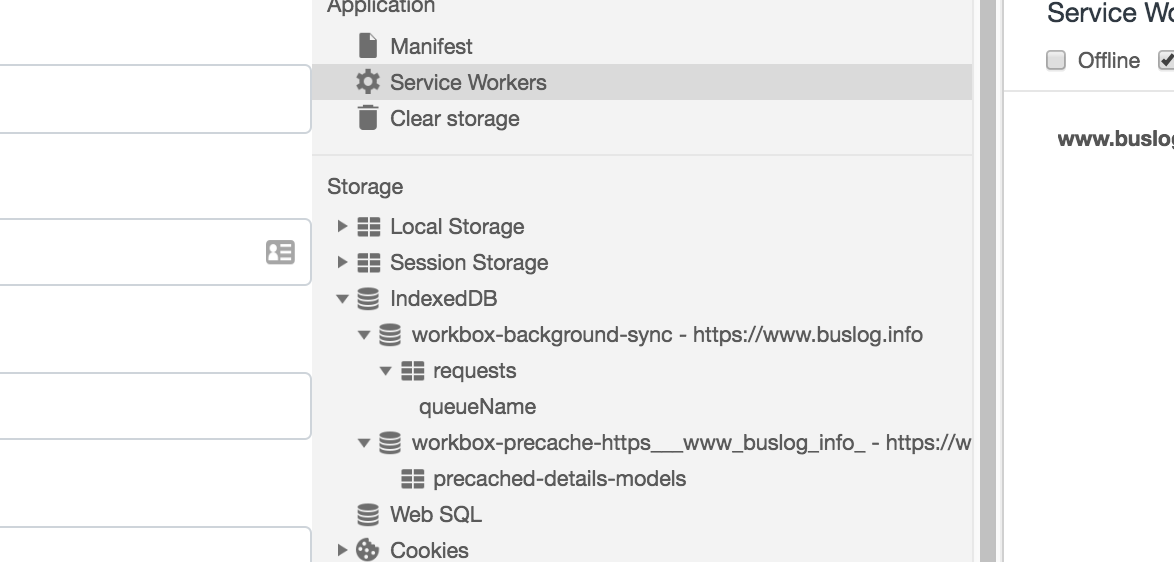 Application
Manifest
Service Workers
Clear storage
Storage
Local Storage
Session Storage
IndexedDB
workbox-background-sync - https://www.buslog.info
requests
queueName
workbox-precache-https___www_buslog_info_ - https://w
precached-details-models
Web SQL
Cookies
Service Wo
Offline
www.buslog